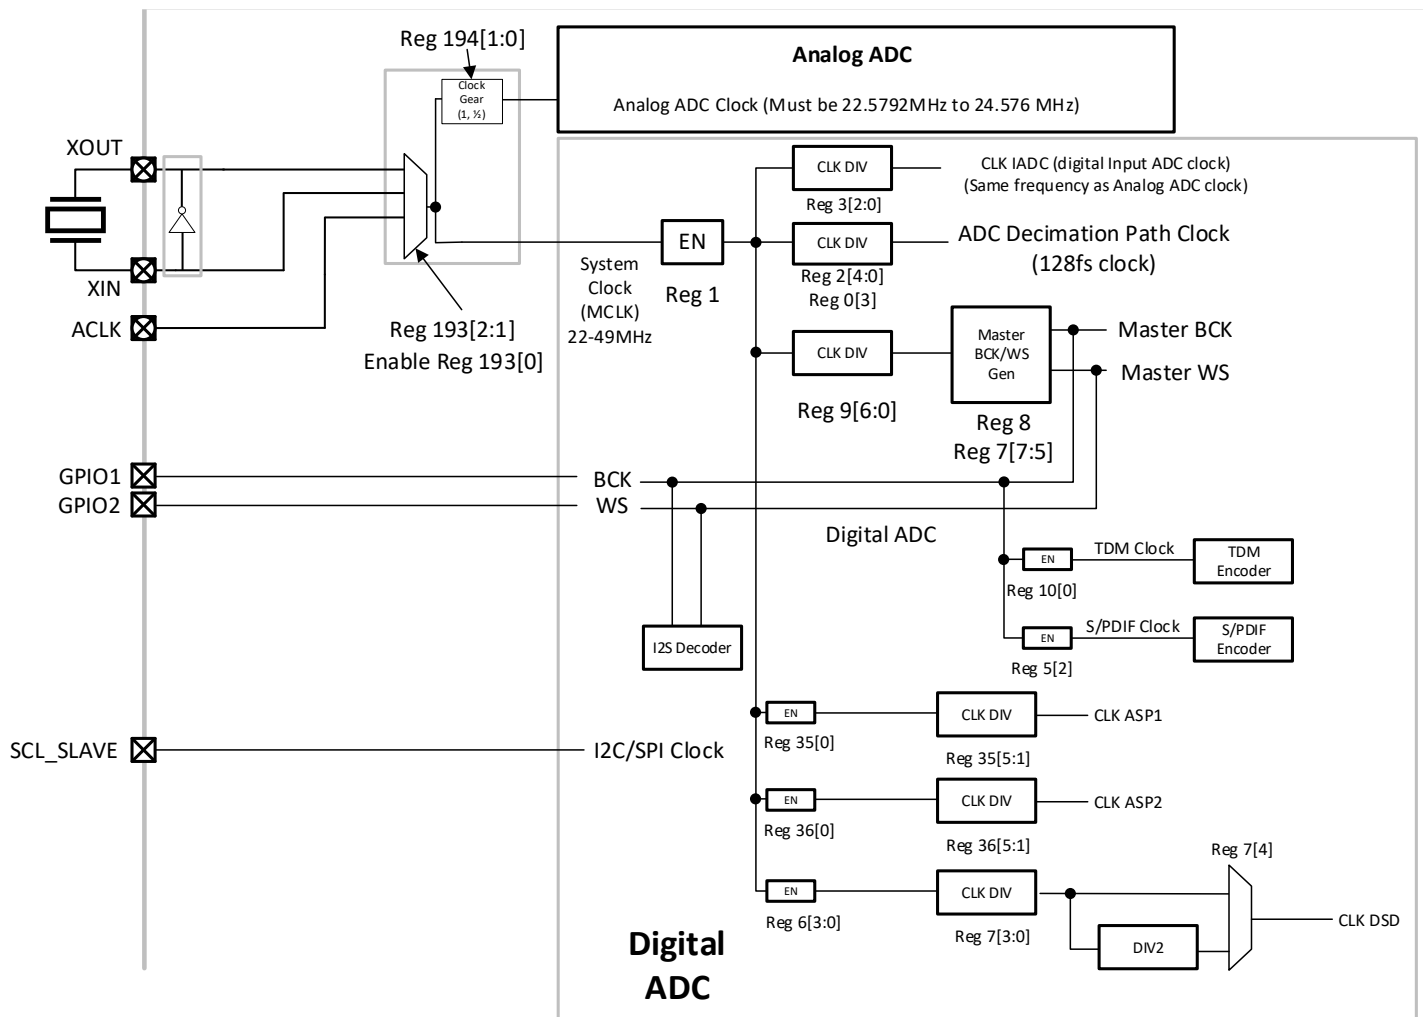 Reg 194[1:0]
Clock
Gear
(1, ½)
Analog ADC
Analog ADC Clock (Must be 22.5792MHz to 24.576 MHz)
XOUT
XIN
ACLK
Reg 193[2:1]
Enable Reg 193[0]
System
Clock
(MCLK)
22-49MHz
EN
Reg 1
CLK DIV
Reg 3[2:0]
CLK IADC (digital Input ADC clock)
(Same frequency as Analog ADC clock)
CLK DIV
Reg 2[4:0]
Reg 0[3]
ADC Decimation Path Clock
(128fs clock)
CLK DIV
Reg 9[6:0]
Master
BCK/WS
Gen
Reg 8
Reg 7[7:5]
Master BCK
Master WS
GPIO1
GPIO2
BCK
WS
Digital ADC
EN
Reg 10[0]
TDM Clock
TDM
Encoder
EN
Reg 5[2]
S/PDIF Clock
S/PDIF
Encoder
I2S Decoder
SCL_SLAVE
I2C/SPI Clock
EN
Reg 35[0]
CLK DIV
Reg 35[5:1]
CLK ASP1
EN
Reg 36[0]
CLK DIV
Reg 36[5:1]
CLK ASP2
EN
Reg 6[3:0]
CLK DIV
Reg 7[3:0]
DIV2
Reg 7[4]
CLK DSD
Digital
ADC